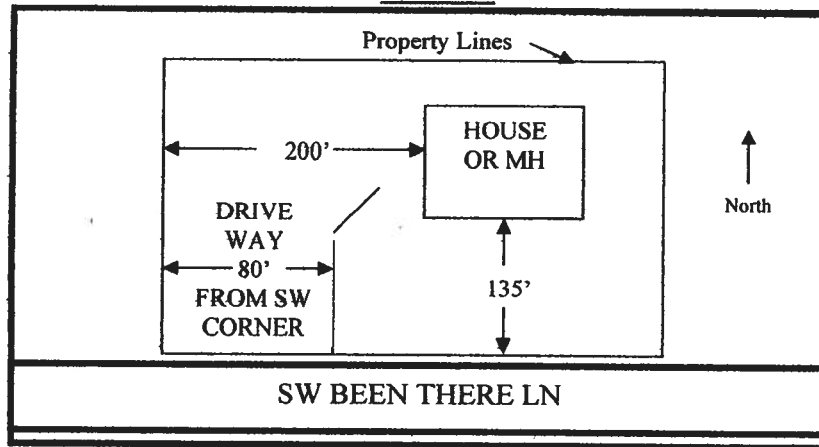 Property Lines
HOUSE
OR MH
200’
North
DRIVE
WAY
80’
FROM SW
CORNER
135’
SW BEEN THERE LN